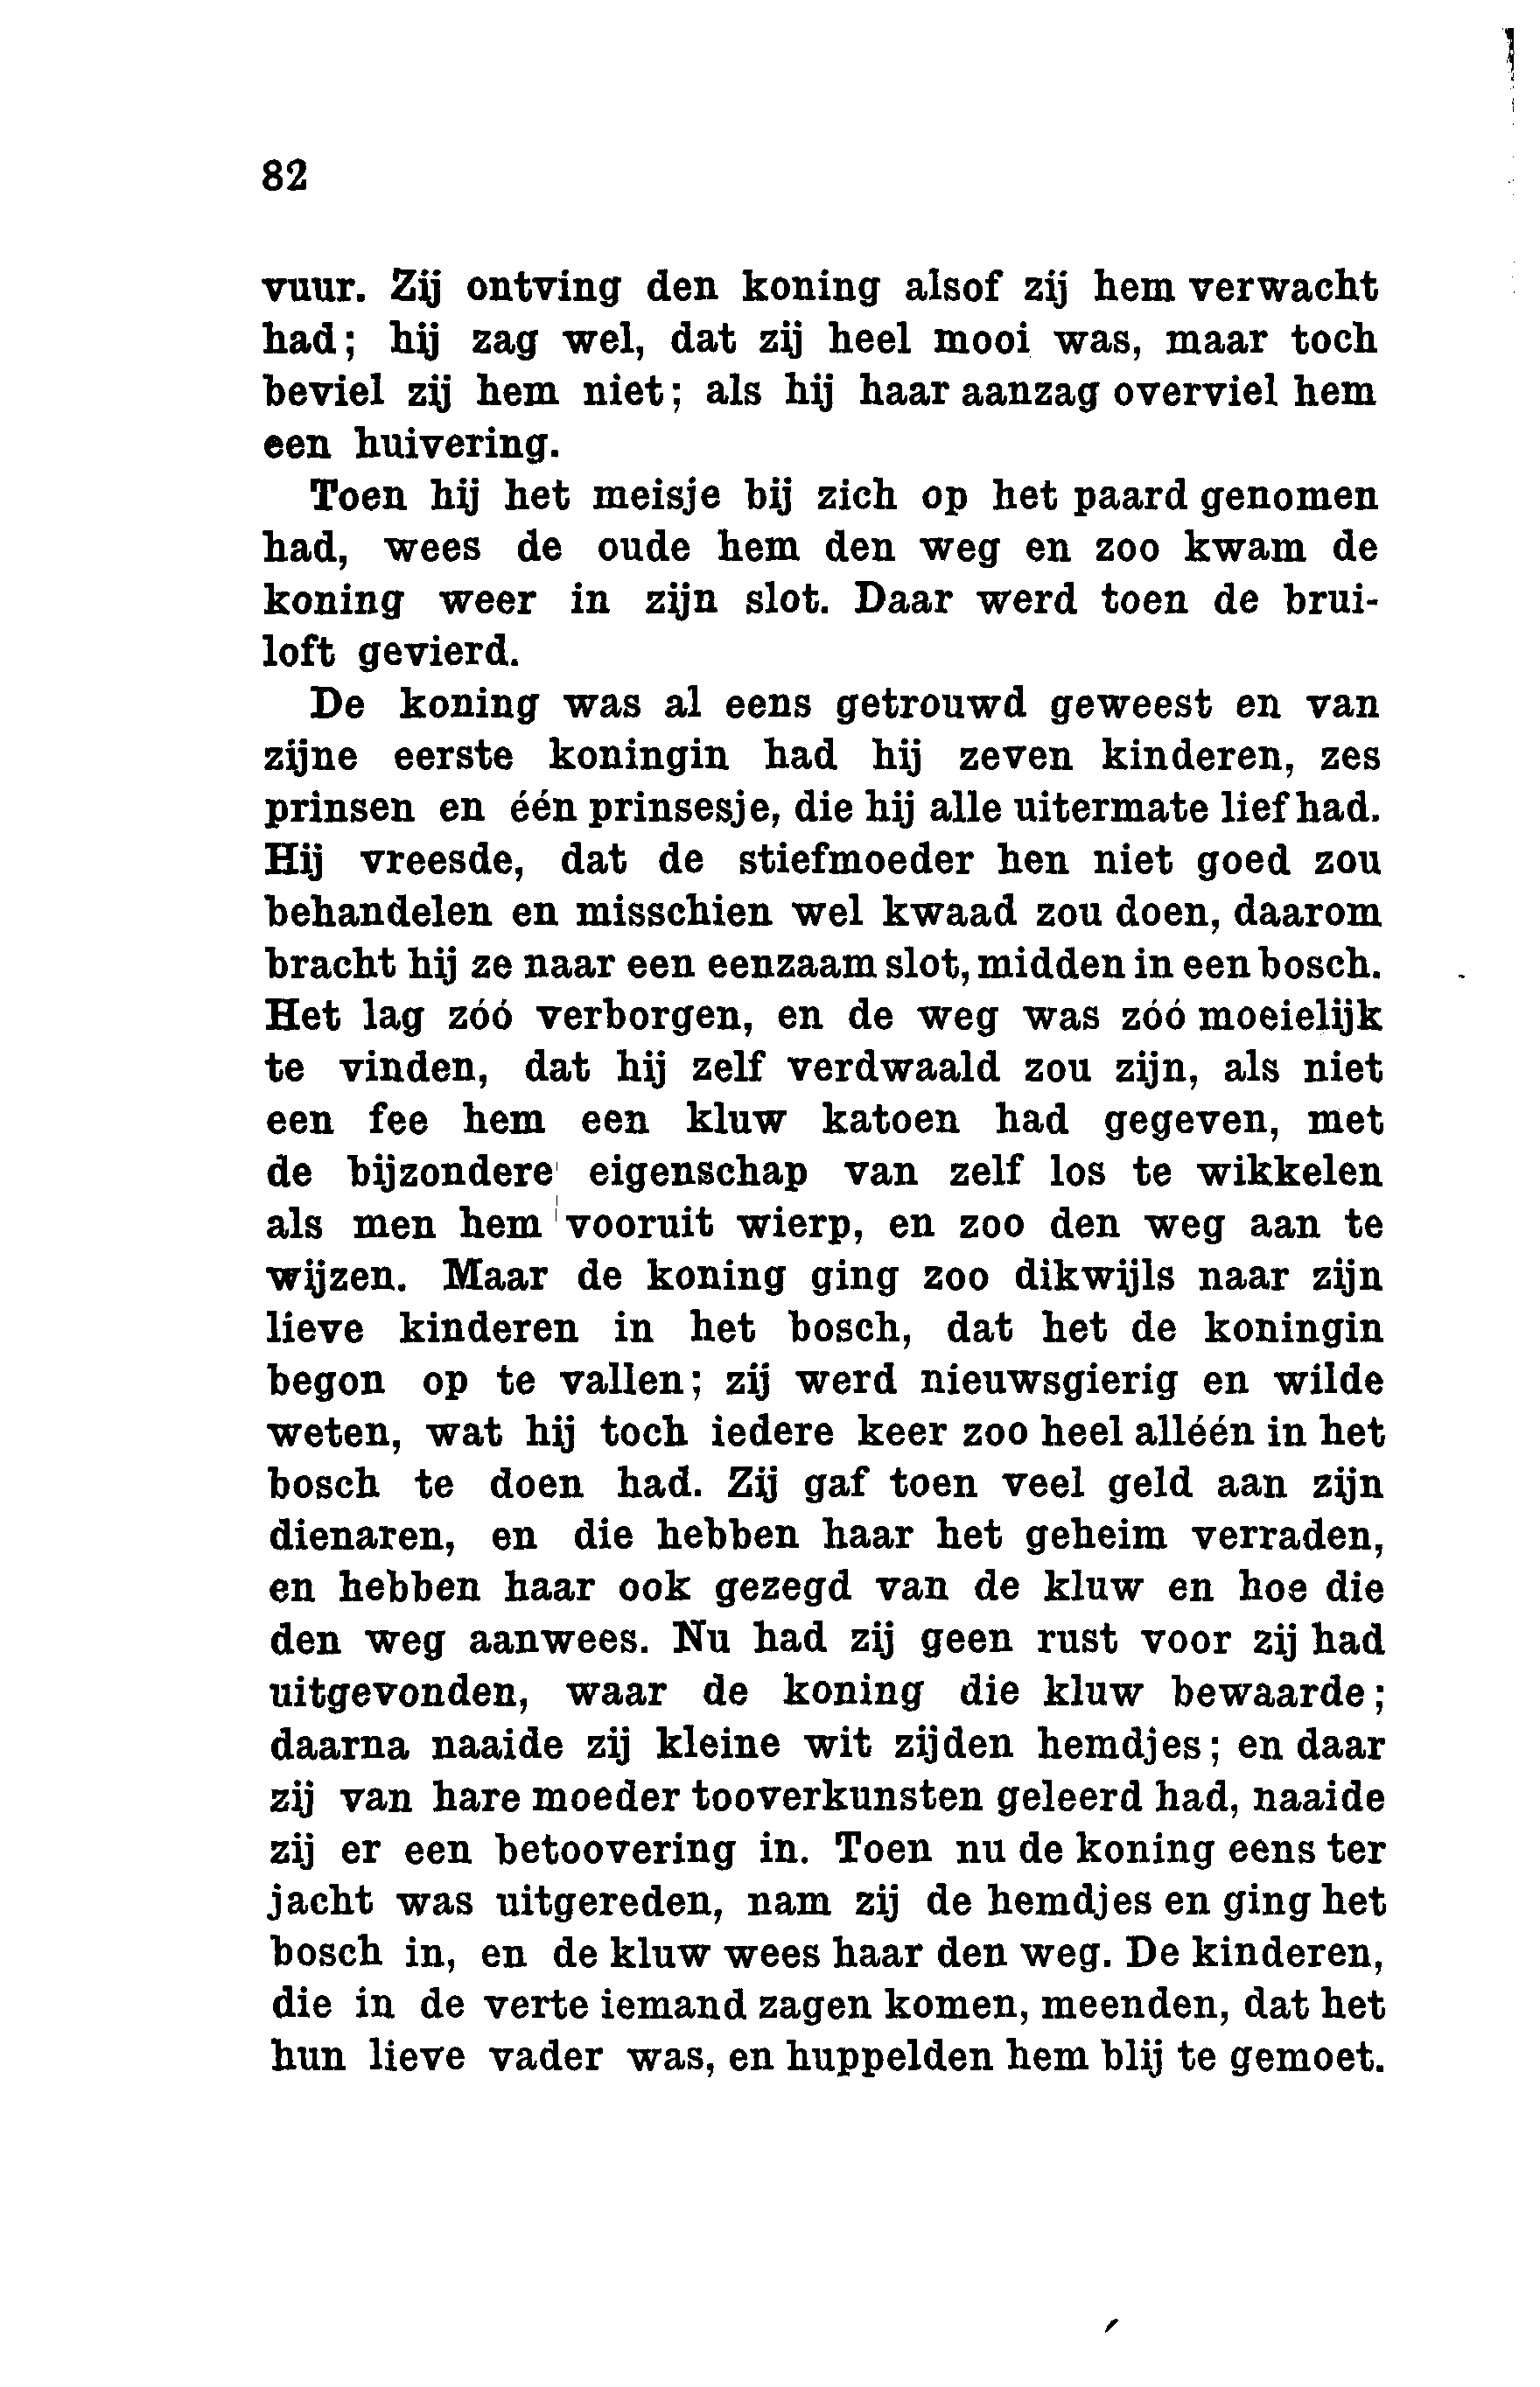 82
vuur. Zij ontving den koning alsof zij hem verwacht
had; hij zag wel, dat zij heel mooi was, maar toch
beviel zij hem niet; als hij haar aanzag overviel hem
een huivering.
Toen hij het meisje bij zich op het paard genomen
had, wees de oude hem den weg en zoo kwam de
koning weer in zijn slot. Daar werd toen de brui-
loft gevierd.
De koning was al eens getrouwd geweest en van
zijne eerste koningin had hij zeven kinderen, zes
prinsen en één prinsesje, die hij alle uitermate lief had.
Hij vreesde, dat de stiefmoeder hen niet goed zou
behandelen en misschien wel kwaad zou doen, daarom
bracht hij ze naar een eenzaam slot, midden in een bosch.
Het lag zóó verborgen, en de weg was zóó moeielijk
te vinden, dat hij zelf verdwaald zou zijn, als niet
een fee hem een kluw katoen had gegeven, met
de bijzondere eigenschap van zelf los te wikkelen
als men hem vooruit wierp, en zoo den weg aan te
wijzen. Maar de koning ging zoo dikwijls naar zijn
lieve kinderen in het bosch, dat het de koningin
begon op te vallen; zij werd nieuwsgierig en wilde
weten, wat hij toch iedere keer zoo heel alléén in het
bosch te doen had. Zij gaf toen veel geld aan zijn
dienaren, en die hebben haar het geheim verraden,
en hebben haar ook gezegd van de kluw en hoe die
den weg aanwees. Nu had zij geen rust voor zij had
uitgevonden, waar de koning die kluw bewaarde;
daarna naaide zij kleine wit zijden hemdjes; en daar
zij van hare moeder tooverkunsten geleerd had, naaide
zij er een betoovering in. Toen nu de koning eens ter
jacht was uitgereden, nam zij de hemdjes en ging het
bosch in, en de kluw wees haar den weg. De kinderen,
die in de verte iemand zagen komen, meenden, dat het
hun lieve vader was, en huppelden hem blij te gemoet.